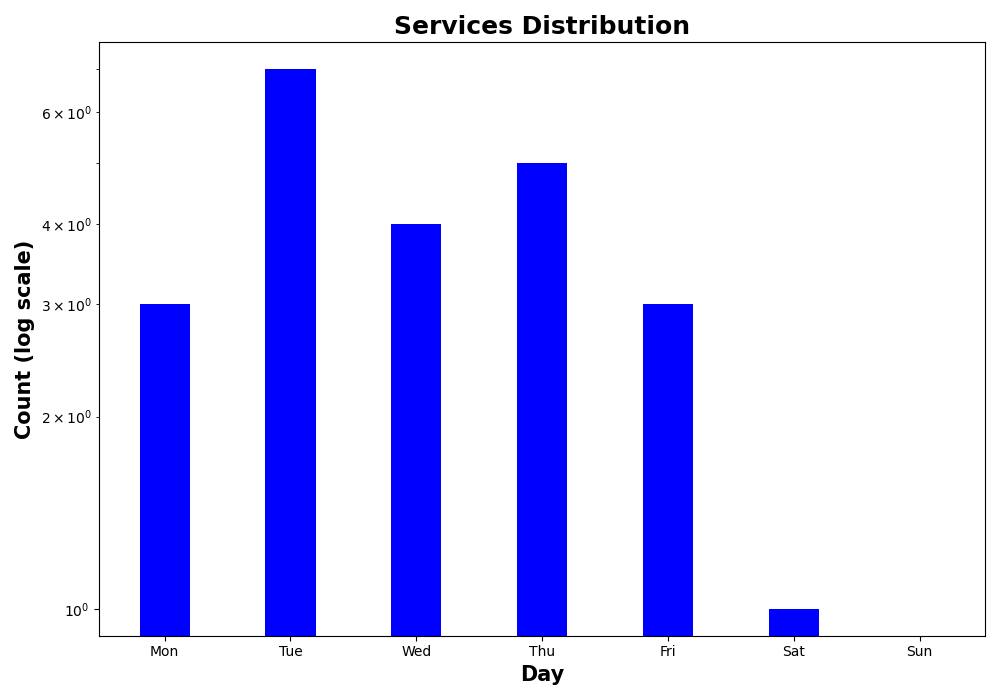 Services Distribution
Count (log scale)
6 × 10⁰
4 × 10⁰
3 × 10⁰
2 × 10⁰
10⁰
Mon Tue Wed Thu Fri Sat Sun
Day